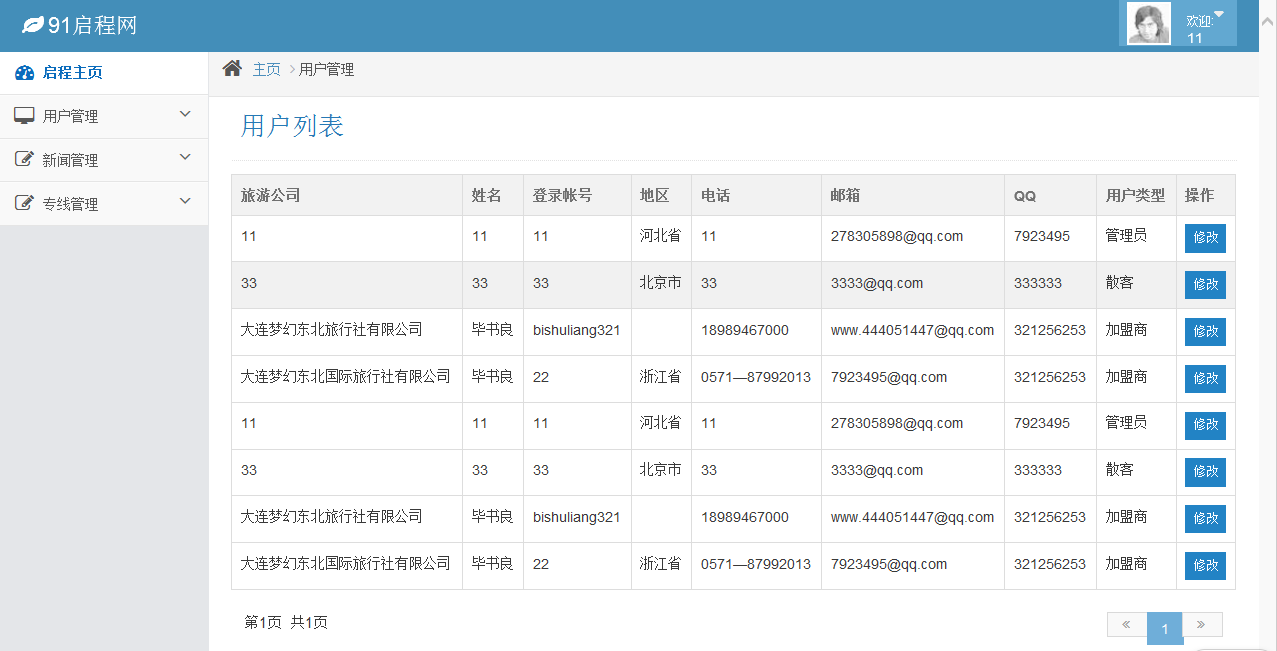 91启程网
欢迎:
11
启程主页
用户管理
新闻管理
专线管理
主页 用户管理
用户列表
旅游公司 姓名 登录帐号 地区 电话 邮箱 QQ 用户类型 操作
11 11 11 河北省 11 278305898@qq.com 7923495 管理员 修改
33 33 33 北京市 33 3333@qq.com 333333 散客 修改
大连梦幻东北旅行社有限公司 毕书良 bishuliang321 18989467000 www.444051447@qq.com 321256253 加盟商 修改
大连梦幻东北国际旅行社有限公司 毕书良 22 浙江省 0571—87992013 7923495@qq.com 321256253 加盟商 修改
11 11 11 河北省 11 278305898@qq.com 7923495 管理员 修改
33 33 33 北京市 33 3333@qq.com 333333 散客 修改
大连梦幻东北旅行社有限公司 毕书良 bishuliang321 18989467000 www.444051447@qq.com 321256253 加盟商 修改
大连梦幻东北国际旅行社有限公司 毕书良 22 浙江省 0571—87992013 7923495@qq.com 321256253 加盟商 修改
第1页 共1页
« 1 »